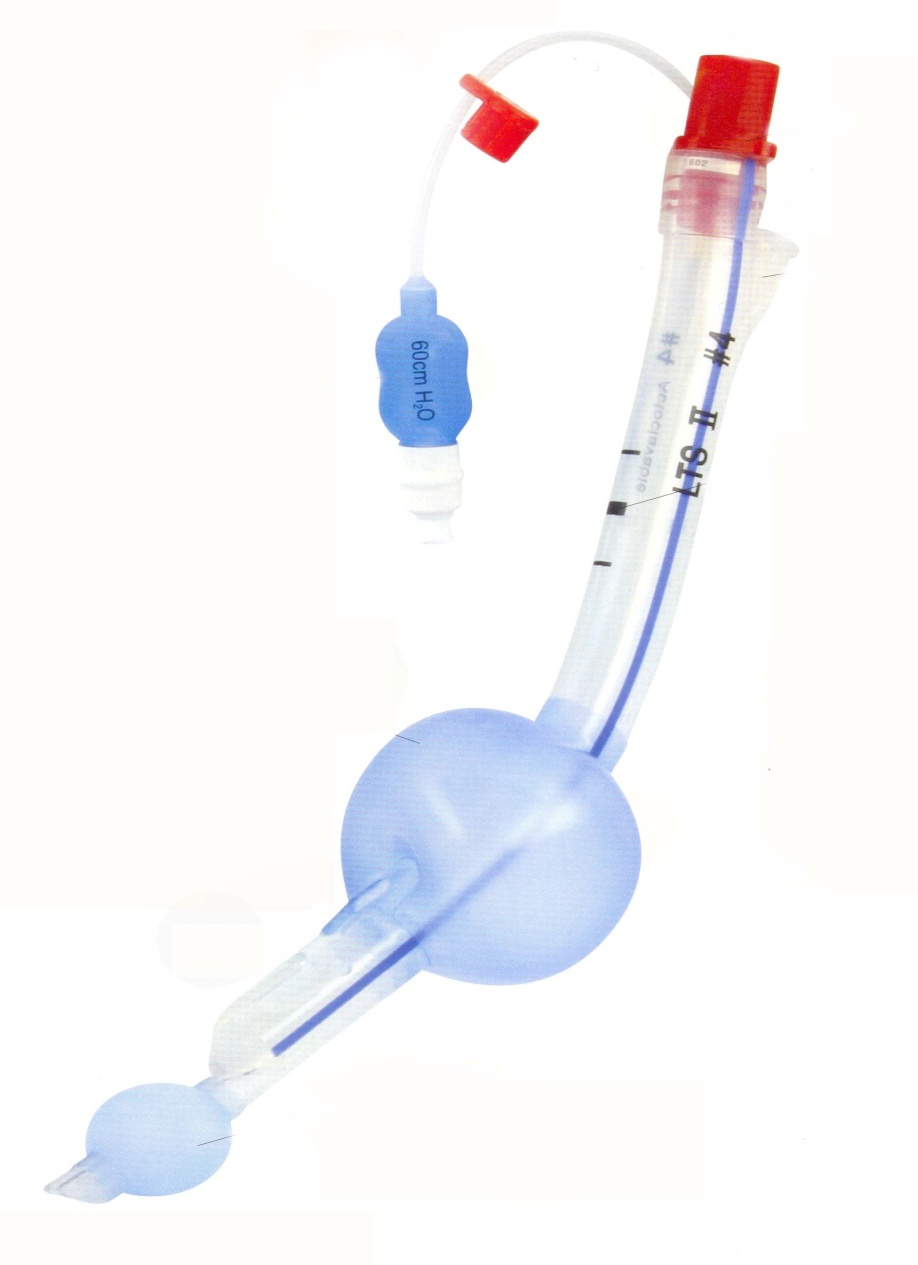 602
60cm H₂O
#4
LTS II #4
Autoclavable